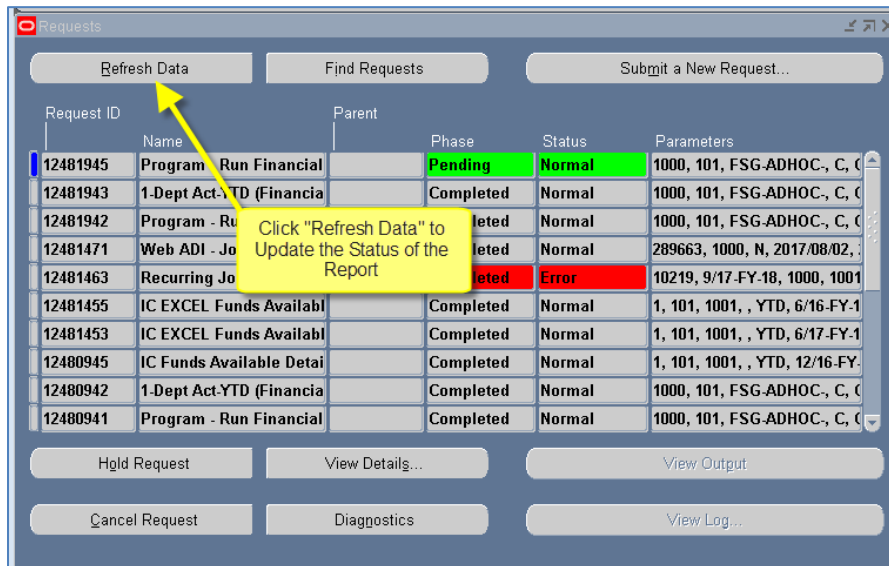 Requests
Refresh Data Find Requests Submit a New Request...
Request ID Parent
Name Phase Status Parameters
12481945 Program - Run Financial Pending Normal 1000, 101, FSG-ADHOC-, C,
12481943 1-Dept Act-YTD (Financia Completed Normal 1000, 101, FSG-ADHOC-, C,
12481942 Program - Ru Normal 1000, 101, FSG-ADHOC-, C,
12481471 Web ADI - Jo Normal 289663, 1000, N, 2017/08/02,
12481463 Recurring Jo Error 10219, 9/17-FY-18, 1000, 1001
Click "Refresh Data" to
Update the Status of the
Report
12481455 IC EXCEL Funds Availabl Completed Normal 1, 101, 1001, , YTD, 6/16-FY-1
12481453 IC EXCEL Funds Availabl Completed Normal 1, 101, 1001, , YTD, 6/17-FY-1
12480945 IC Funds Available Detai Completed Normal 1, 101, 1001, , YTD, 12/16-FY-
12480942 1-Dept Act-YTD (Financia Completed Normal 1000, 101, FSG-ADHOC-, C,
12480941 Program - Run Financial Completed Normal 1000, 101, FSG-ADHOC-, C,
Hold Request View Details... View Output
Cancel Request Diagnostics View Log...